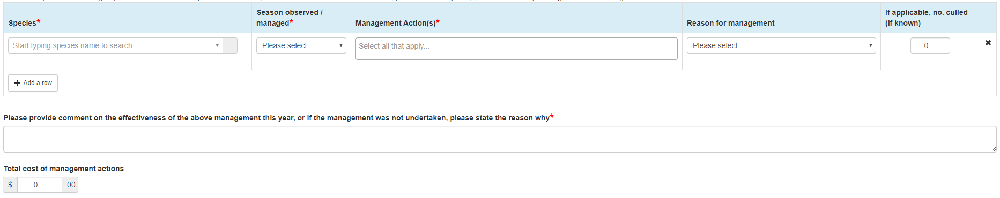 Species*
Season observed /
managed*
Management Action(s)*
Reason for management
If applicable, no. culled
(if known)
Start typing species name to search...
Please select
Select all that apply...
Please select
0
Add a row
Please provide comment on the effectiveness of the above management this year, or if the management was not undertaken, please state the reason why*
Total cost of management actions
$ 0 .00